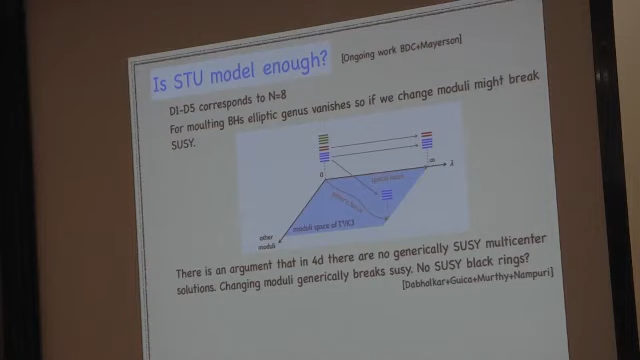 Is STU model enough?
[Ongoing work BDC+Mayerson]
D1-D5 corresponds to N=8
For moulting BHs elliptic genus vanishes so if we change moduli might break
SUSY.
0
∞
λ
other
moduli
moduli space of T⁴/K3
There is an argument that in 4d there are no generically SUSY multicenter
solutions. Changing moduli generically breaks susy. No SUSY black rings?
[Dabholkar+Guica+Murthy+Nampuri]